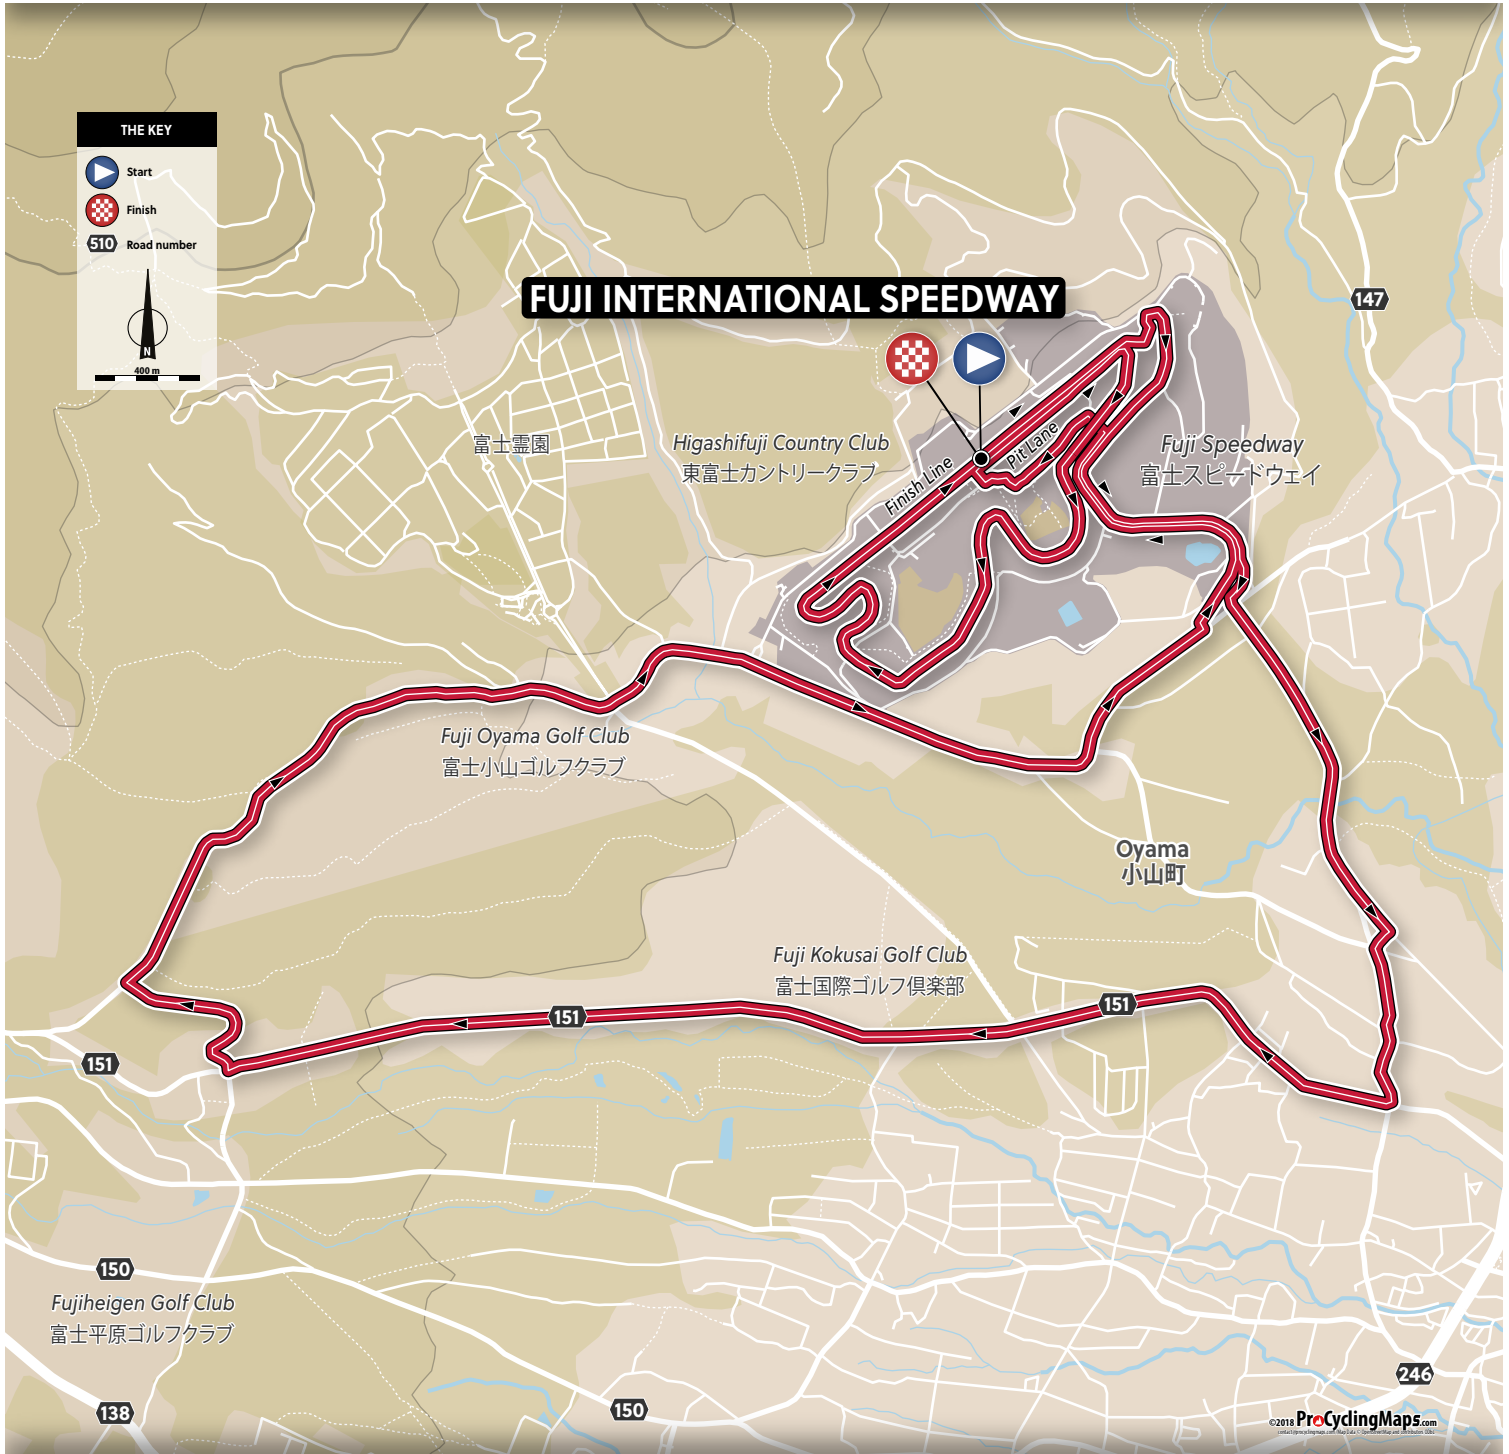 THE KEY
Start
Finish
510 Road number
N
400 m
FUJI INTERNATIONAL SPEEDWAY
147
富士霊園
Higashifuji Country Club
東富士カントリークラブ
Finish Line
Pit Lane
Fuji Speedway
富士スピードウェイ
Fuji Oyama Golf Club
富士小山ゴルフクラブ
Oyama
小山町
Fuji Kokusai Golf Club
富士国際ゴルフ倶楽部
151
151
151
150
Fujiheigen Golf Club
富士平原ゴルフクラブ
138
150
246
©2018 ProCyclingMaps.com